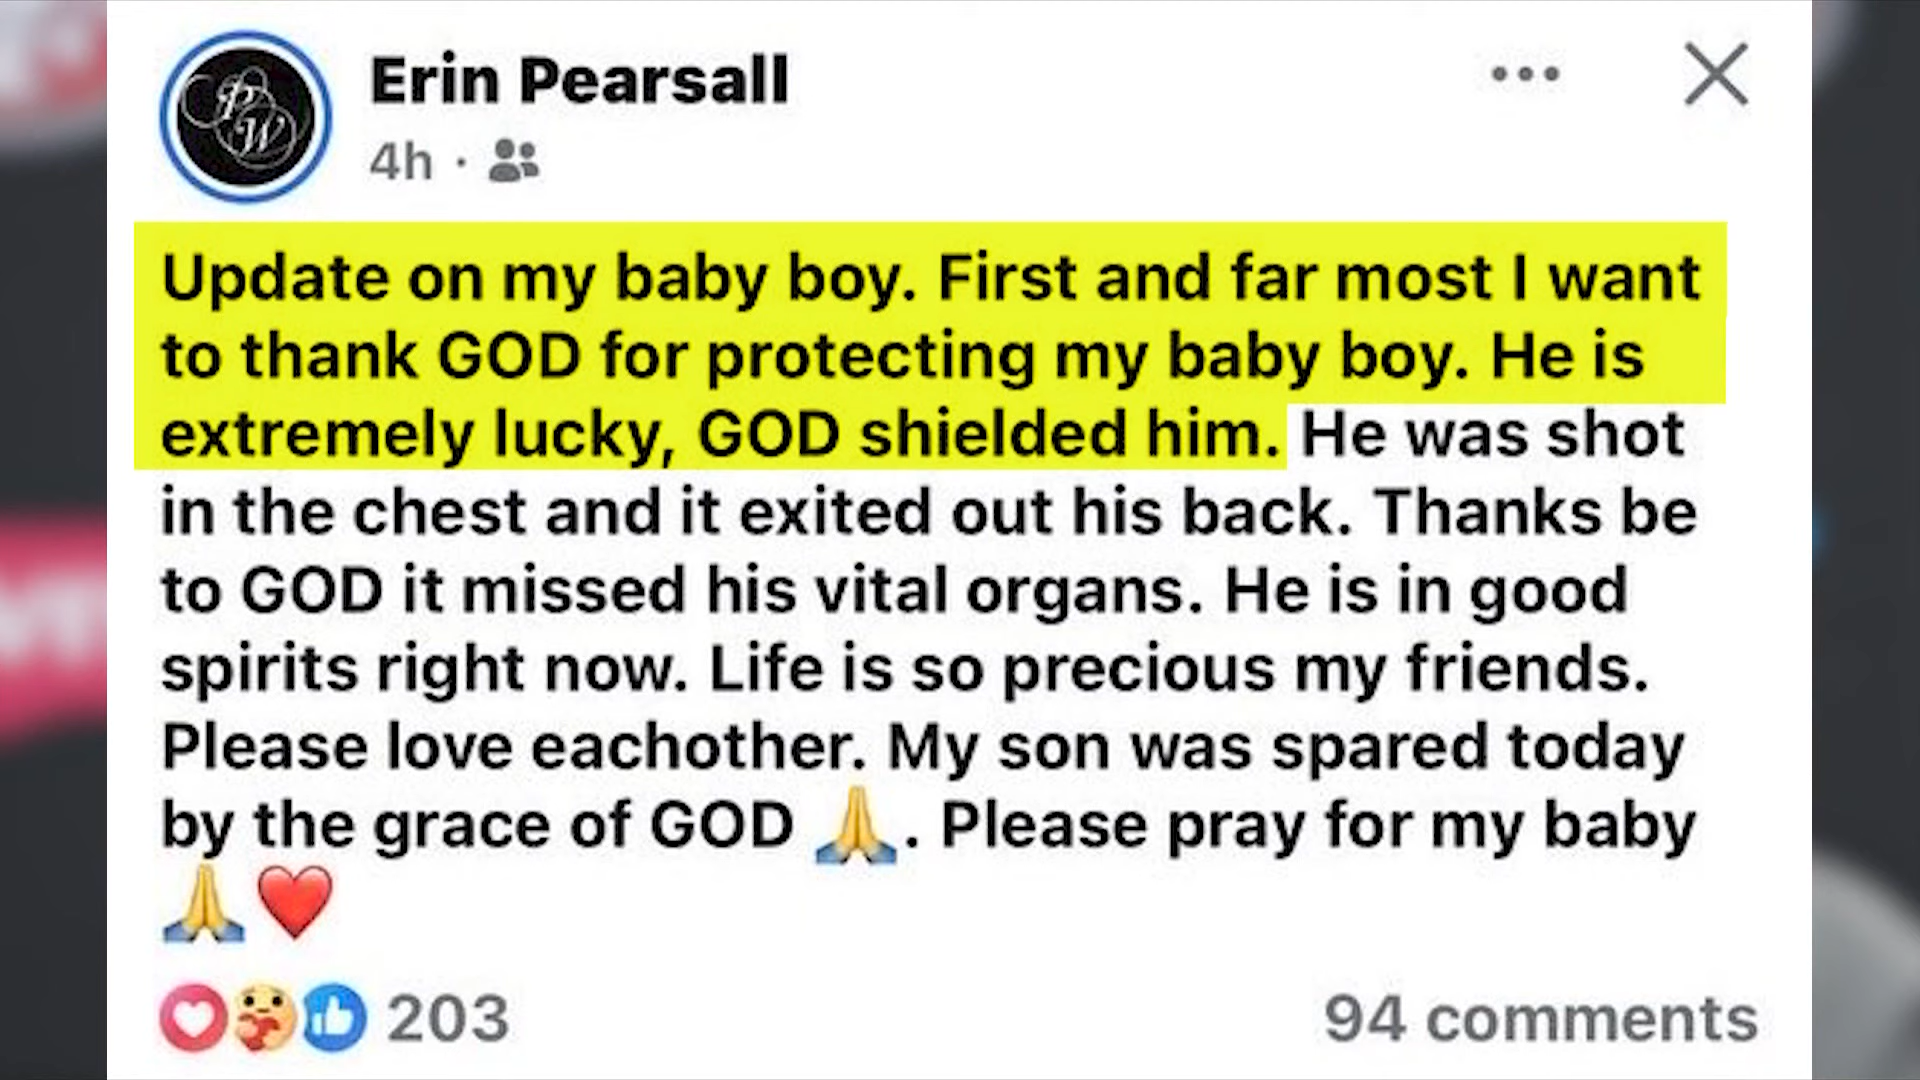 Erin Pearsall
4h ·
Update on my baby boy. First and far most I want
to thank GOD for protecting my baby boy. He is
extremely lucky, GOD shielded him. He was shot
in the chest and it exited out his back. Thanks be
to GOD it missed his vital organs. He is in good
spirits right now. Life is so precious my friends.
Please love eachother. My son was spared today
by the grace of GOD 🙏. Please pray for my baby
🙏❤️
203
94 comments
PW